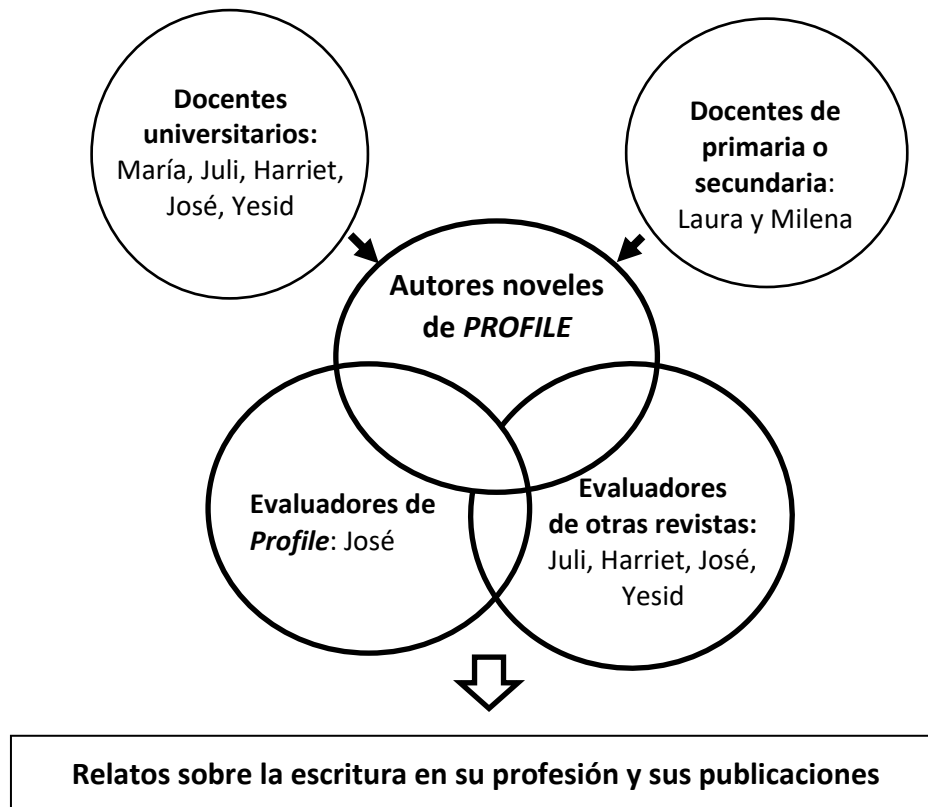 Docentes
universitarios:
María, Juli, Harriet,
José, Yesid
Docentes de
primaria o
secundaria:
Laura y Milena
Autores noveles
de PROFILE
Evaluadores de
Profile: José
Evaluadores
de otras revistas:
Juli, Harriet, José,
Yesid
Relatos sobre la escritura en su profesión y sus publicaciones